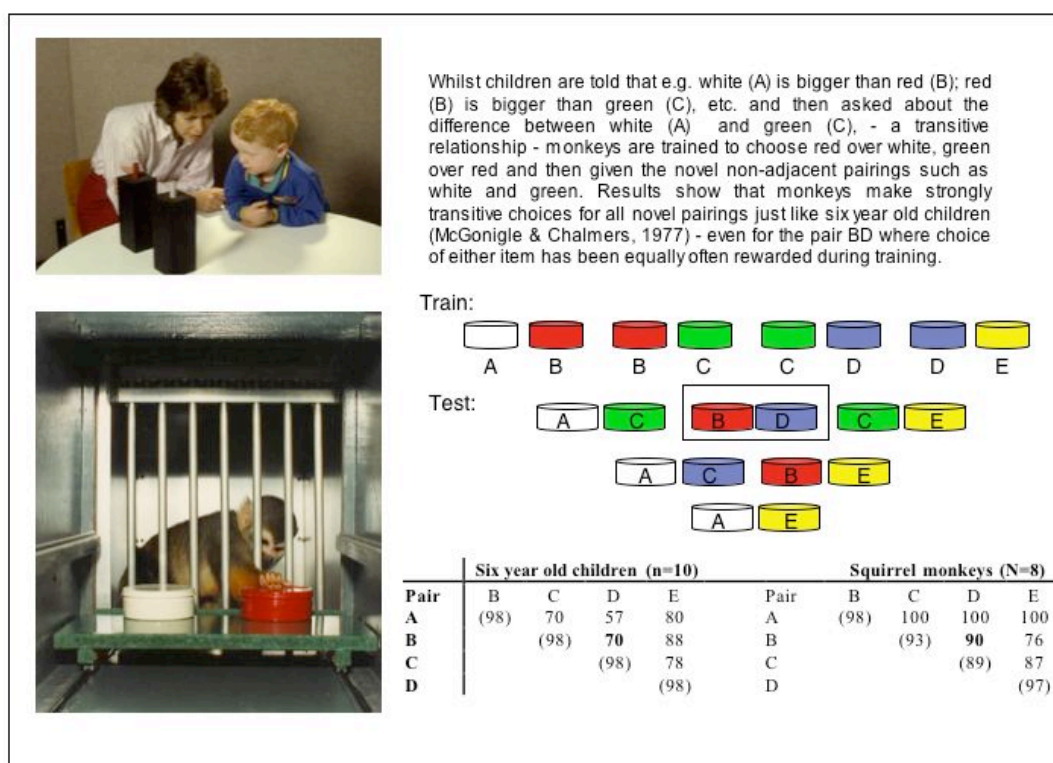 Whilst children are told that e.g. white (A) is bigger than red (B); red
(B) is bigger than green (C), etc. and then asked about the
difference between white (A) and green (C), - a transitive
relationship - monkeys are trained to choose red over white, green
over red and then given the novel non-adjacent pairings such as
white and green. Results show that monkeys make strongly
transitive choices for all novel pairings just like six year old children
(McGonigle & Chalmers, 1977) - even for the pair BD where choice
of either item has been equally often rewarded during training.
Train:
A B B C C D D E
Test:
A C B D C E
A C B E
A E
Six year old children (n=10) Squirrel monkeys (N=8)
Pair B C D E Pair B C D E
A (98) 70 57 80 A (98) 100 100 100
B (98) 70 88 B (93) 90 76
C (98) 78 C (89) 87
D (98) D (97)